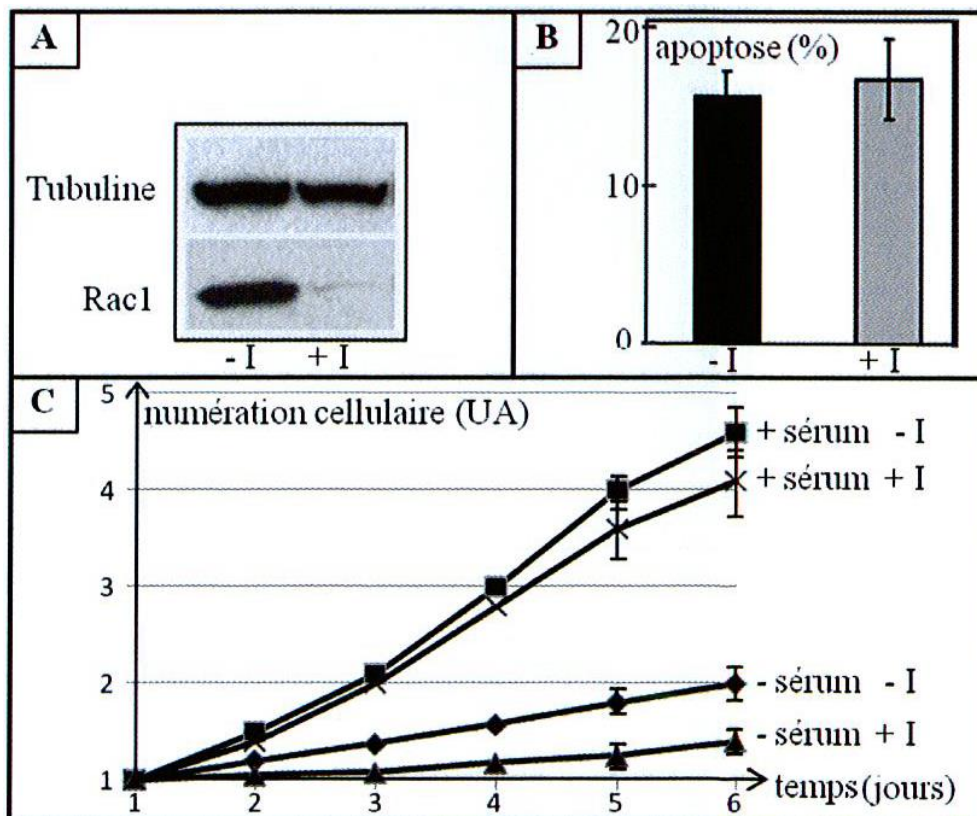 A
Tubuline
Rac1
- I + I
B
20
apoptose (%)
10
0
- I + I
C
5
numération cellulaire (UA)
+ sérum - I
4
+ sérum + I
3
2
- sérum - I
- sérum + I
1
temps (jours)
1 2 3 4 5 6